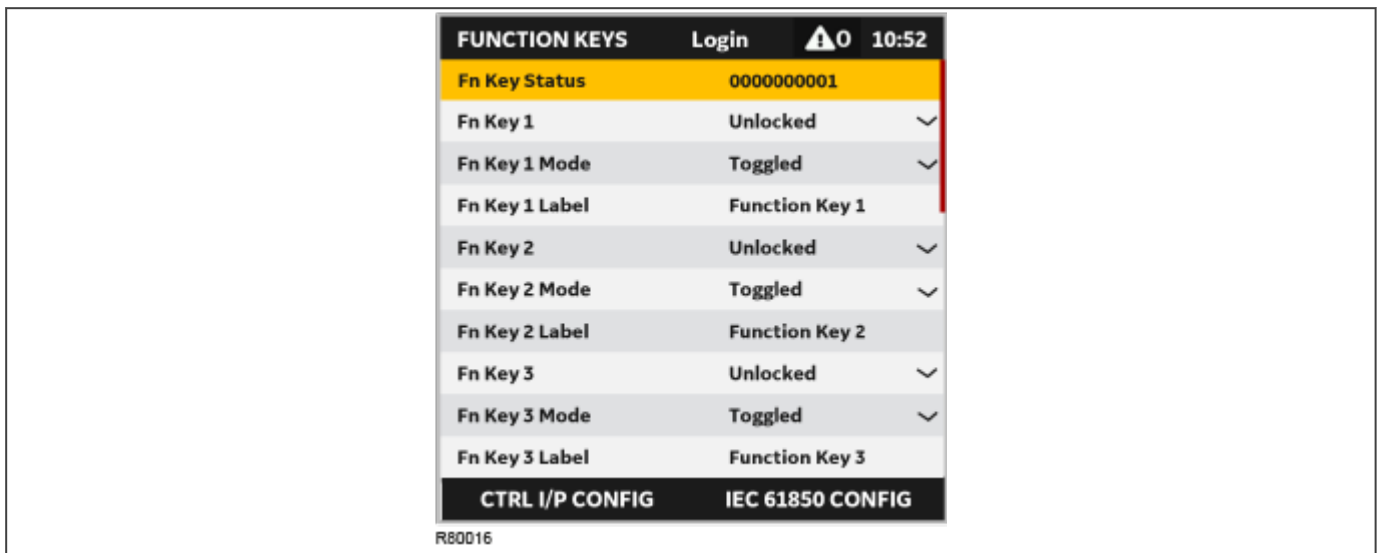 FUNCTION KEYS Login 0 10:52
Fn Key Status 0000000001
Fn Key 1 Unlocked
Fn Key 1 Mode Toggled
Fn Key 1 Label Function Key 1
Fn Key 2 Unlocked
Fn Key 2 Mode Toggled
Fn Key 2 Label Function Key 2
Fn Key 3 Unlocked
Fn Key 3 Mode Toggled
Fn Key 3 Label Function Key 3
CTRL I/P CONFIG IEC 61850 CONFIG
R80016